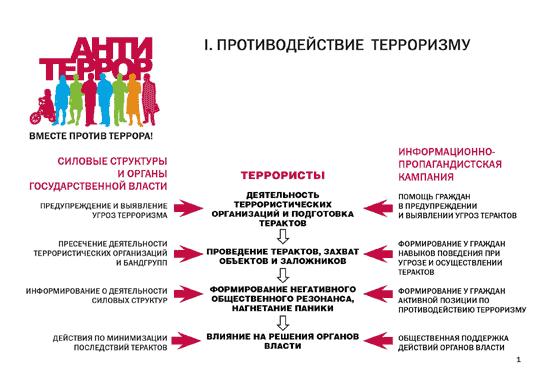 АНТИ
ТЕРРОР
ВМЕСТЕ ПРОТИВ ТЕРРОРА!
I. ПРОТИВОДЕЙСТВИЕ ТЕРРОРИЗМУ
СИЛОВЫЕ СТРУКТУРЫ
И ОРГАНЫ
ГОСУДАРСТВЕННОЙ ВЛАСТИ
ПРЕДУПРЕЖДЕНИЕ И ВЫЯВЛЕНИЕ
УГРОЗ ТЕРРОРИЗМА
ПРЕСЕЧЕНИЕ ДЕЯТЕЛЬНОСТИ
ТЕРРОРИСТИЧЕСКИХ ОРГАНИЗАЦИЙ
И БАНДГРУПП
ИНФОРМИРОВАНИЕ О ДЕЯТЕЛЬНОСТИ
СИЛОВЫХ СТРУКТУР
ДЕЙСТВИЯ ПО МИНИМИЗАЦИИ
ПОСЛЕДСТВИЙ ТЕРАКТОВ
ТЕРРОРИСТЫ
ДЕЯТЕЛЬНОСТЬ
ТЕРРОРИСТИЧЕСКИХ
ОРГАНИЗАЦИЙ И ПОДГОТОВКА
ТЕРАКТОВ
ПРОВЕДЕНИЕ ТЕРАКТОВ, ЗАХВАТ
ОБЪЕКТОВ И ЗАЛОЖНИКОВ
ФОРМИРОВАНИЕ НЕГАТИВНОГО
ОБЩЕСТВЕННОГО РЕЗОНАНСА,
НАГНЕТАНИЕ ПАНИКИ
ВЛИЯНИЕ НА РЕШЕНИЯ ОРГАНОВ
ВЛАСТИ
ИНФОРМАЦИОННО-
ПРОПАГАНДИСТСКАЯ
КАМПАНИЯ
ПОМОЩЬ ГРАЖДАН
В ПРЕДУПРЕЖДЕНИИ
И ВЫЯВЛЕНИИ УГРОЗ ТЕРАКТОВ
ФОРМИРОВАНИЕ У ГРАЖДАН
НАВЫКОВ ПОВЕДЕНИЯ ПРИ
УГРОЗЕ И ОСУЩЕСТВЛЕНИИ
ТЕРАКТОВ
ФОРМИРОВАНИЕ У ГРАЖДАН
АКТИВНОЙ ПОЗИЦИИ ПО
ПРОТИВОДЕЙСТВИЮ ТЕРРОРИЗМУ
ОБЩЕСТВЕННАЯ ПОДДЕРЖКА
ДЕЙСТВИЙ ОРГАНОВ ВЛАСТИ
1